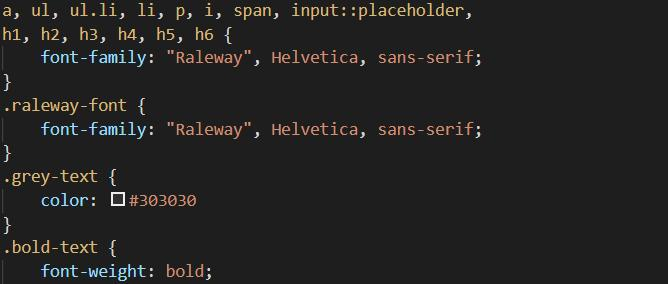 a, ul, ul.li, li, p, i, span, input::placeholder,
h1, h2, h3, h4, h5, h6 {
    font-family: "Raleway", Helvetica, sans-serif;
}
.raleway-font {
    font-family: "Raleway", Helvetica, sans-serif;
}
.grey-text {
    color: #303030
}
.bold-text {
    font-weight: bold;